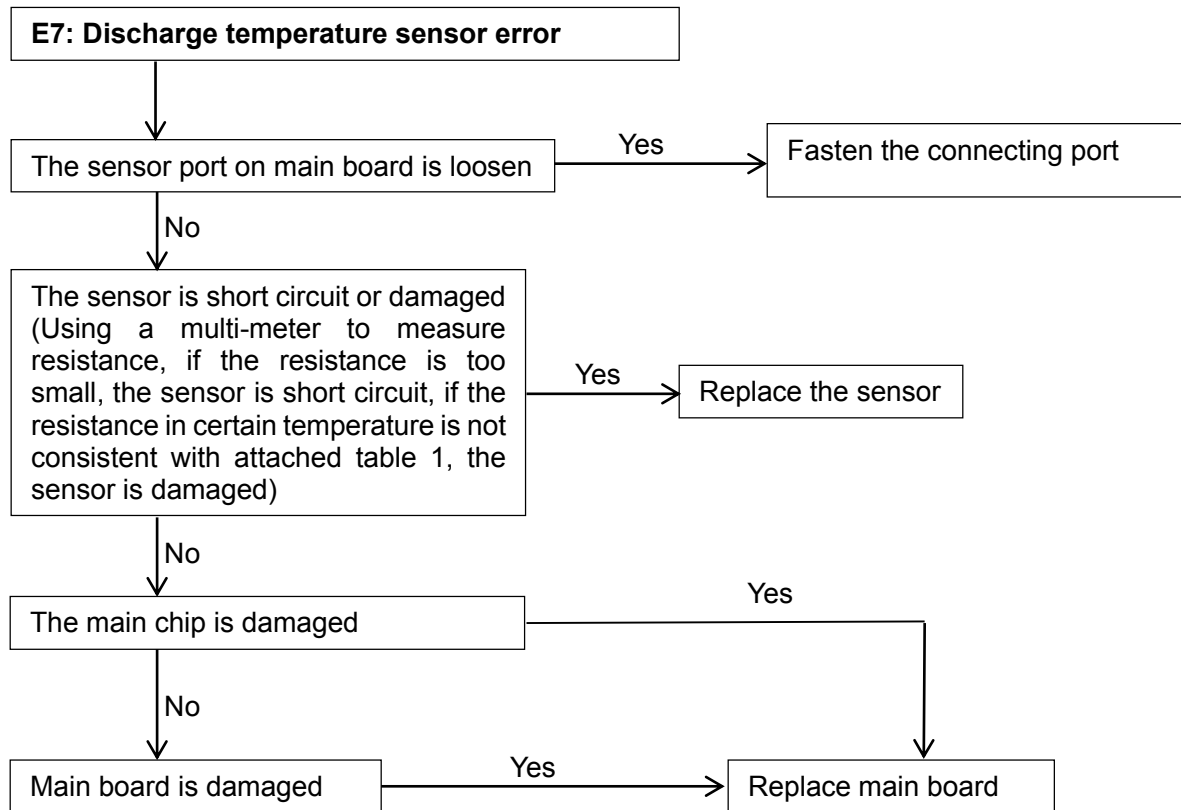 E7: Discharge temperature sensor error
The sensor port on main board is loosen
Yes
Fasten the connecting port
No
The sensor is short circuit or damaged
(Using a multi-meter to measure
resistance, if the resistance is too
small, the sensor is short circuit, if the
resistance in certain temperature is not
consistent with attached table 1, the
sensor is damaged)
Yes
Replace the sensor
No
The main chip is damaged
Yes
No
Main board is damaged
Yes
Replace main board